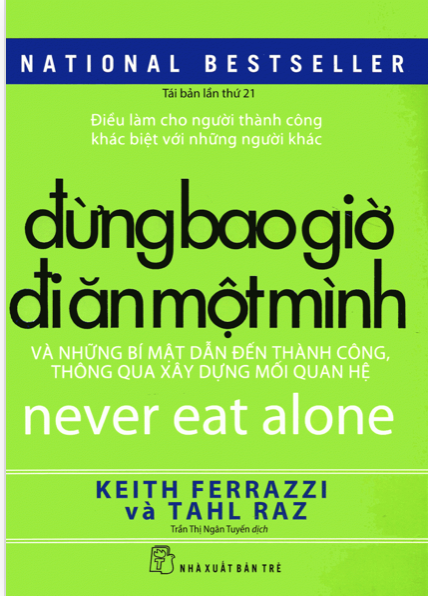 NATIONAL BESTSELLER
Tái bản lần thứ 21
Điều làm cho người thành công
khác biệt với những người khác
đừng bao giờ
đi ăn một mình
VÀ NHỮNG BÍ MẬT DẪN ĐẾN THÀNH CÔNG,
THÔNG QUA XÂY DỰNG MỐI QUAN HỆ
never eat alone
KEITH FERRAZZI
và TAHL RAZ
Trần Thị Ngân Tuyến dịch
NHÀ XUẤT BẢN TRẺ